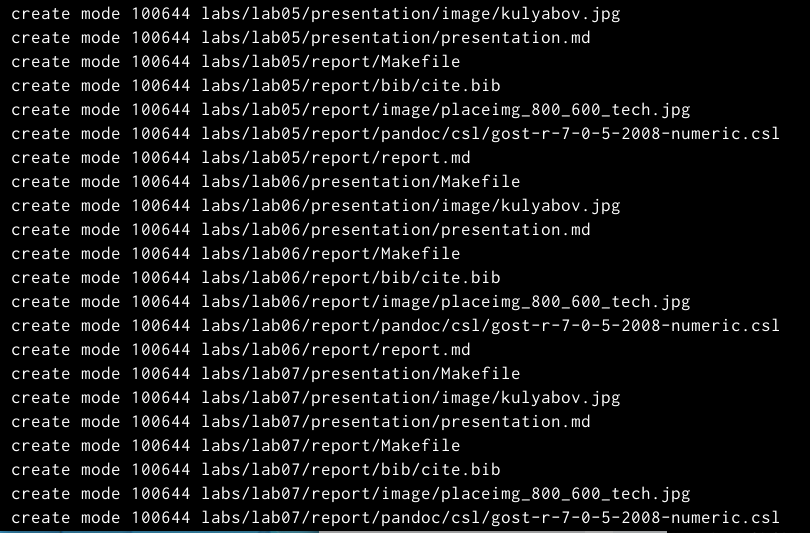 create mode 100644 labs/lab05/presentation/image/kulyabov.jpg
create mode 100644 labs/lab05/presentation/presentation.md
create mode 100644 labs/lab05/report/Makefile
create mode 100644 labs/lab05/report/bib/cite.bib
create mode 100644 labs/lab05/report/image/placeimg_800_600_tech.jpg
create mode 100644 labs/lab05/report/pandoc/csl/gost-r-7-0-5-2008-numeric.csl
create mode 100644 labs/lab05/report/report.md
create mode 100644 labs/lab06/presentation/Makefile
create mode 100644 labs/lab06/presentation/image/kulyabov.jpg
create mode 100644 labs/lab06/presentation/presentation.md
create mode 100644 labs/lab06/report/Makefile
create mode 100644 labs/lab06/report/bib/cite.bib
create mode 100644 labs/lab06/report/image/placeimg_800_600_tech.jpg
create mode 100644 labs/lab06/report/pandoc/csl/gost-r-7-0-5-2008-numeric.csl
create mode 100644 labs/lab06/report/report.md
create mode 100644 labs/lab07/presentation/Makefile
create mode 100644 labs/lab07/presentation/image/kulyabov.jpg
create mode 100644 labs/lab07/presentation/presentation.md
create mode 100644 labs/lab07/report/Makefile
create mode 100644 labs/lab07/report/bib/cite.bib
create mode 100644 labs/lab07/report/image/placeimg_800_600_tech.jpg
create mode 100644 labs/lab07/report/pandoc/csl/gost-r-7-0-5-2008-numeric.csl